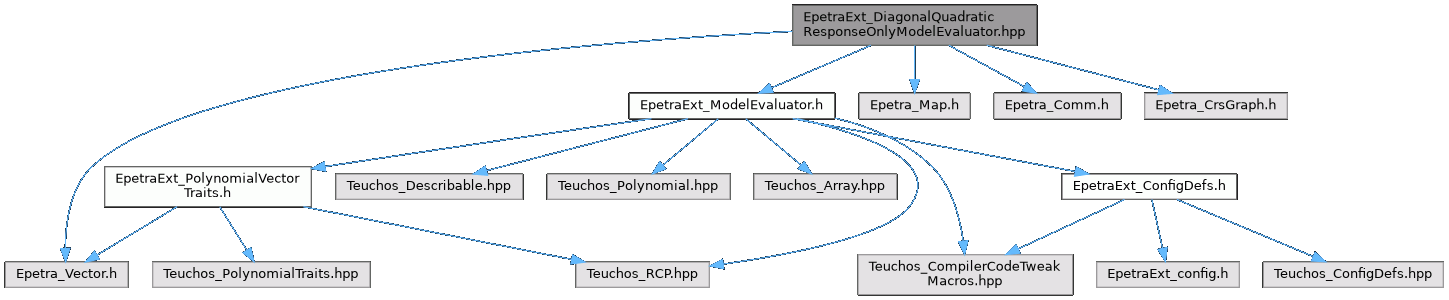 EpetraExt_DiagonalQuadratic
ResponseOnlyModelEvaluator.hpp
EpetraExt_ModelEvaluator.h
Epetra_Map.h
Epetra_Comm.h
Epetra_CrsGraph.h
EpetraExt_PolynomialVector
Traits.h
Teuchos_Describable.hpp
Teuchos_Polynomial.hpp
Teuchos_Array.hpp
EpetraExt_ConfigDefs.h
Epetra_Vector.h
Teuchos_PolynomialTraits.hpp
Teuchos_RCP.hpp
Teuchos_CompilerCodeTweak
Macros.hpp
EpetraExt_config.h
Teuchos_ConfigDefs.hpp